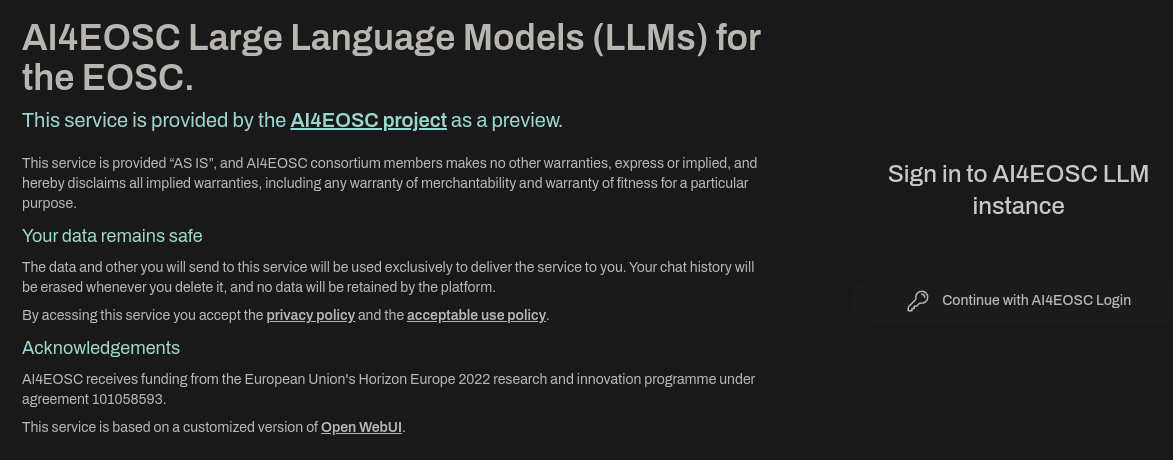 AI4EOSC Large Language Models (LLMs) for
the EOSC.
This service is provided by the AI4EOSC project as a preview.
This service is provided “AS IS”, and AI4EOSC consortium members makes no other warranties, express or implied, and
hereby disclaims all implied warranties, including any warranty of merchantability and warranty of fitness for a particular
purpose.
Your data remains safe
The data and other you will send to this service will be used exclusively to deliver the service to you. Your chat history will
be erased whenever you delete it, and no data will be retained by the platform.
By acessing this service you accept the privacy policy and the acceptable use policy.
Acknowledgements
AI4EOSC receives funding from the European Union's Horizon Europe 2022 research and innovation programme under
agreement 101058593.
This service is based on a customized version of Open WebUI.
Sign in to AI4EOSC LLM
instance
Continue with AI4EOSC Login